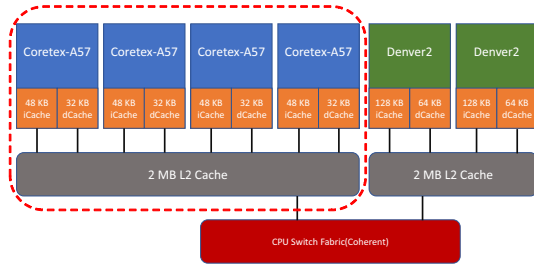 Coretex-A57 Coretex-A57 Coretex-A57 Coretex-A57 Denver2 Denver2
48 KB iCache 32 KB dCache 48 KB iCache 32 KB dCache 48 KB iCache 32 KB dCache 48 KB iCache 32 KB dCache 128 KB iCache 64 KB dCache 128 KB iCache 64 KB dCache
2 MB L2 Cache 2 MB L2 Cache
CPU Switch Fabric(Coherent)